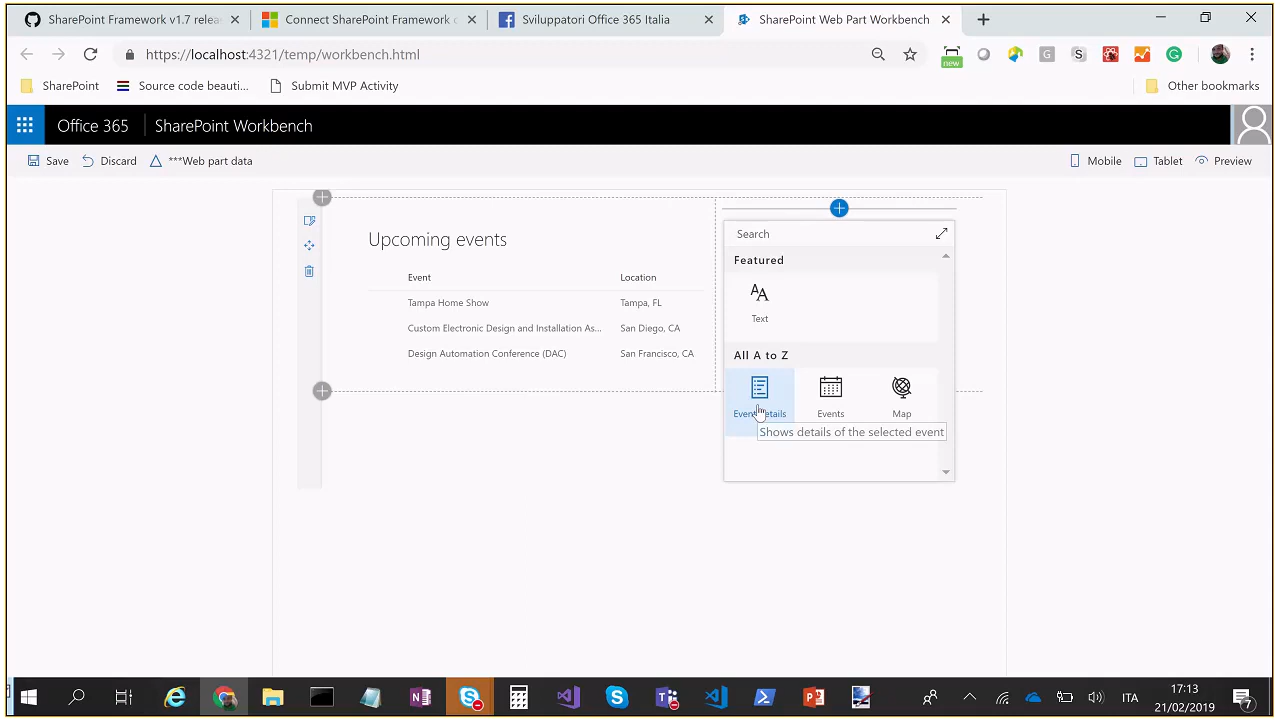 SharePoint Framework v1.7 relea
Connect SharePoint Framework c
Sviluppatori Office 365 Italia
SharePoint Web Part Workbench
https://localhost:4321/temp/workbench.html
new
G
S
G
SharePoint
Source code beauti...
Submit MVP Activity
Other bookmarks
Office 365
SharePoint Workbench
Save
Discard
***Web part data
Mobile
Tablet
Preview
Upcoming events
Event
Location
Tampa Home Show
Tampa, FL
Custom Electronic Design and Installation As...
San Diego, CA
Design Automation Conference (DAC)
San Francisco, CA
Search
Featured
Text
All A to Z
Event details
Events
Map
Shows details of the selected event
ITA
17:13
21/02/2019
7